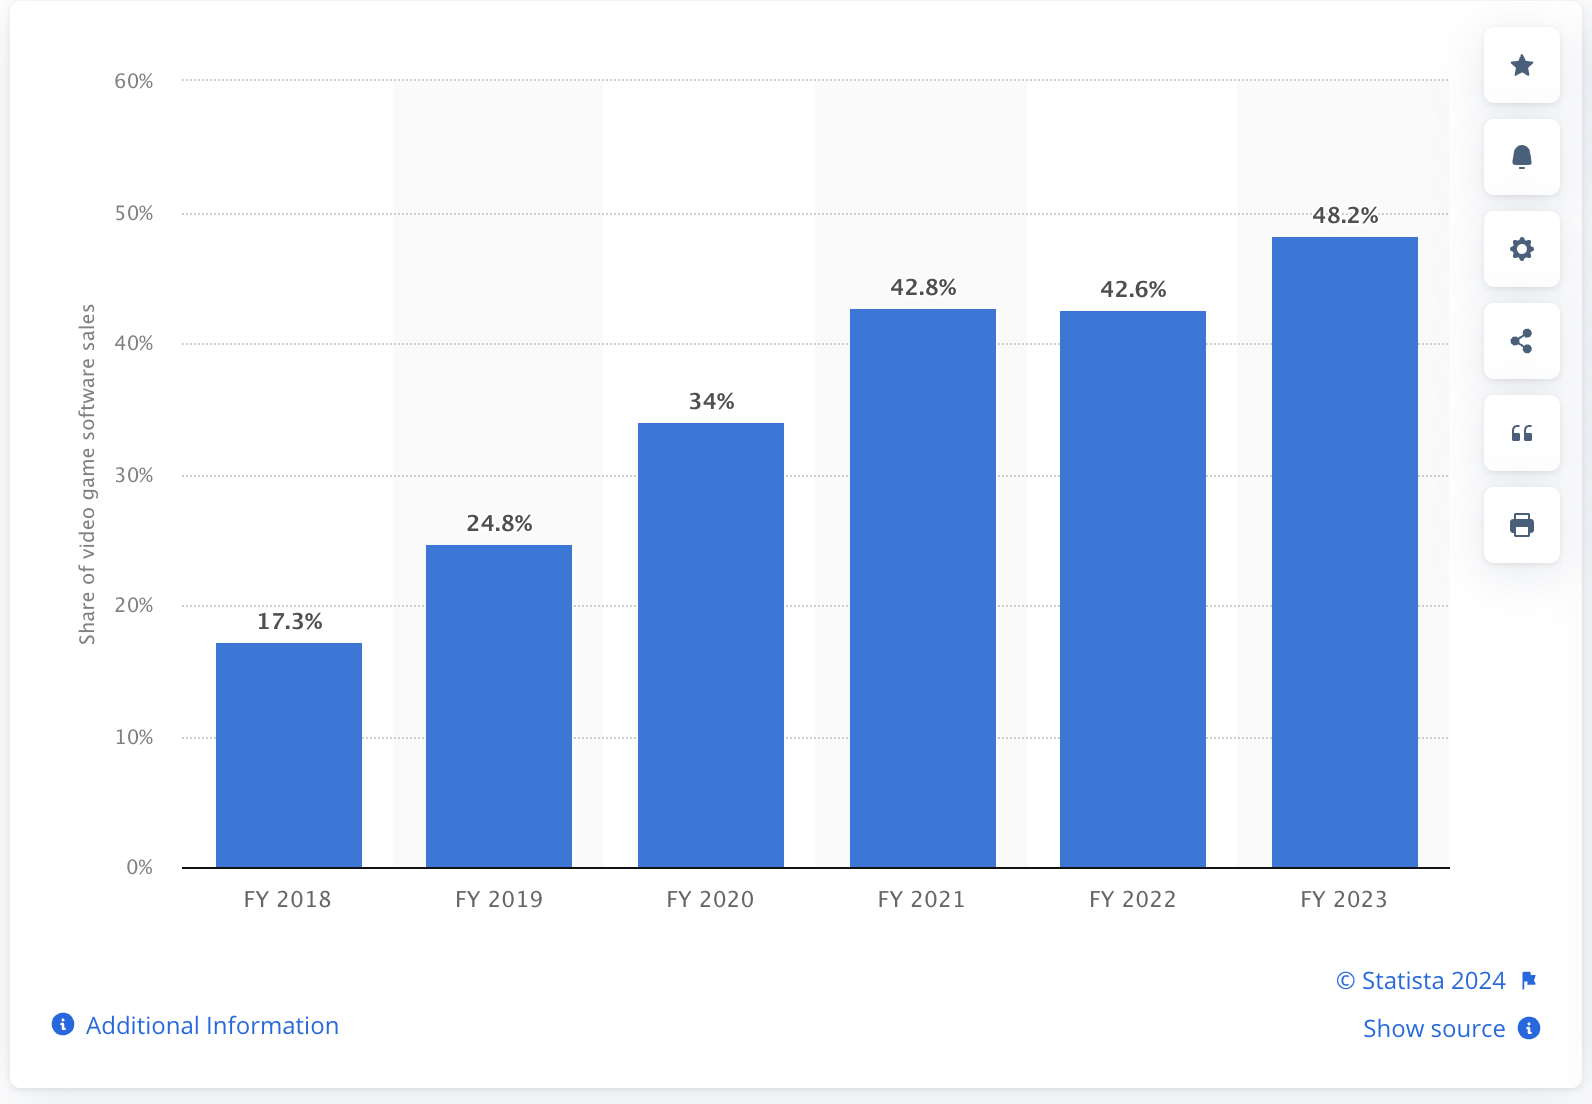 Share of video game software sales
60%
50%
40%
30%
20%
10%
0%
17.3%
24.8%
34%
42.8%
42.6%
48.2%
FY 2018
FY 2019
FY 2020
FY 2021
FY 2022
FY 2023
© Statista 2024
Additional Information
Show source